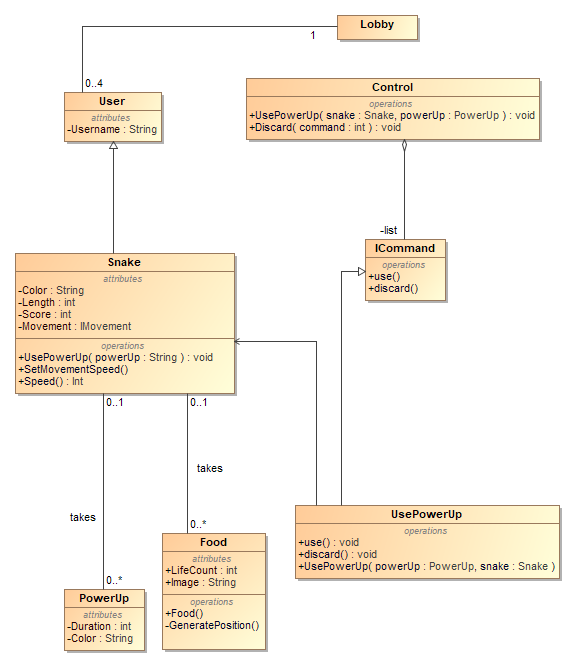 Lobby
1
0..4
User
attributes
-Username : String
Control
operations
+UsePowerUp( snake : Snake, powerUp : PowerUp ) : void
+Discard( command : int ) : void
-list
ICommand
operations
+use()
+discard()
Snake
attributes
-Color : String
-Length : int
-Score : int
-Movement : IMovement
operations
+UsePowerUp( powerUp : String ) : void
+SetMovementSpeed()
+Speed() : Int
0..1
0..1
takes
takes
0..*
0..*
UsePowerUp
operations
+use() : void
+discard() : void
+UsePowerUp( powerUp : PowerUp, snake : Snake )
Food
attributes
+LifeCount : int
+Image : String
operations
+Food()
-GeneratePosition()
PowerUp
attributes
-Duration : int
-Color : String